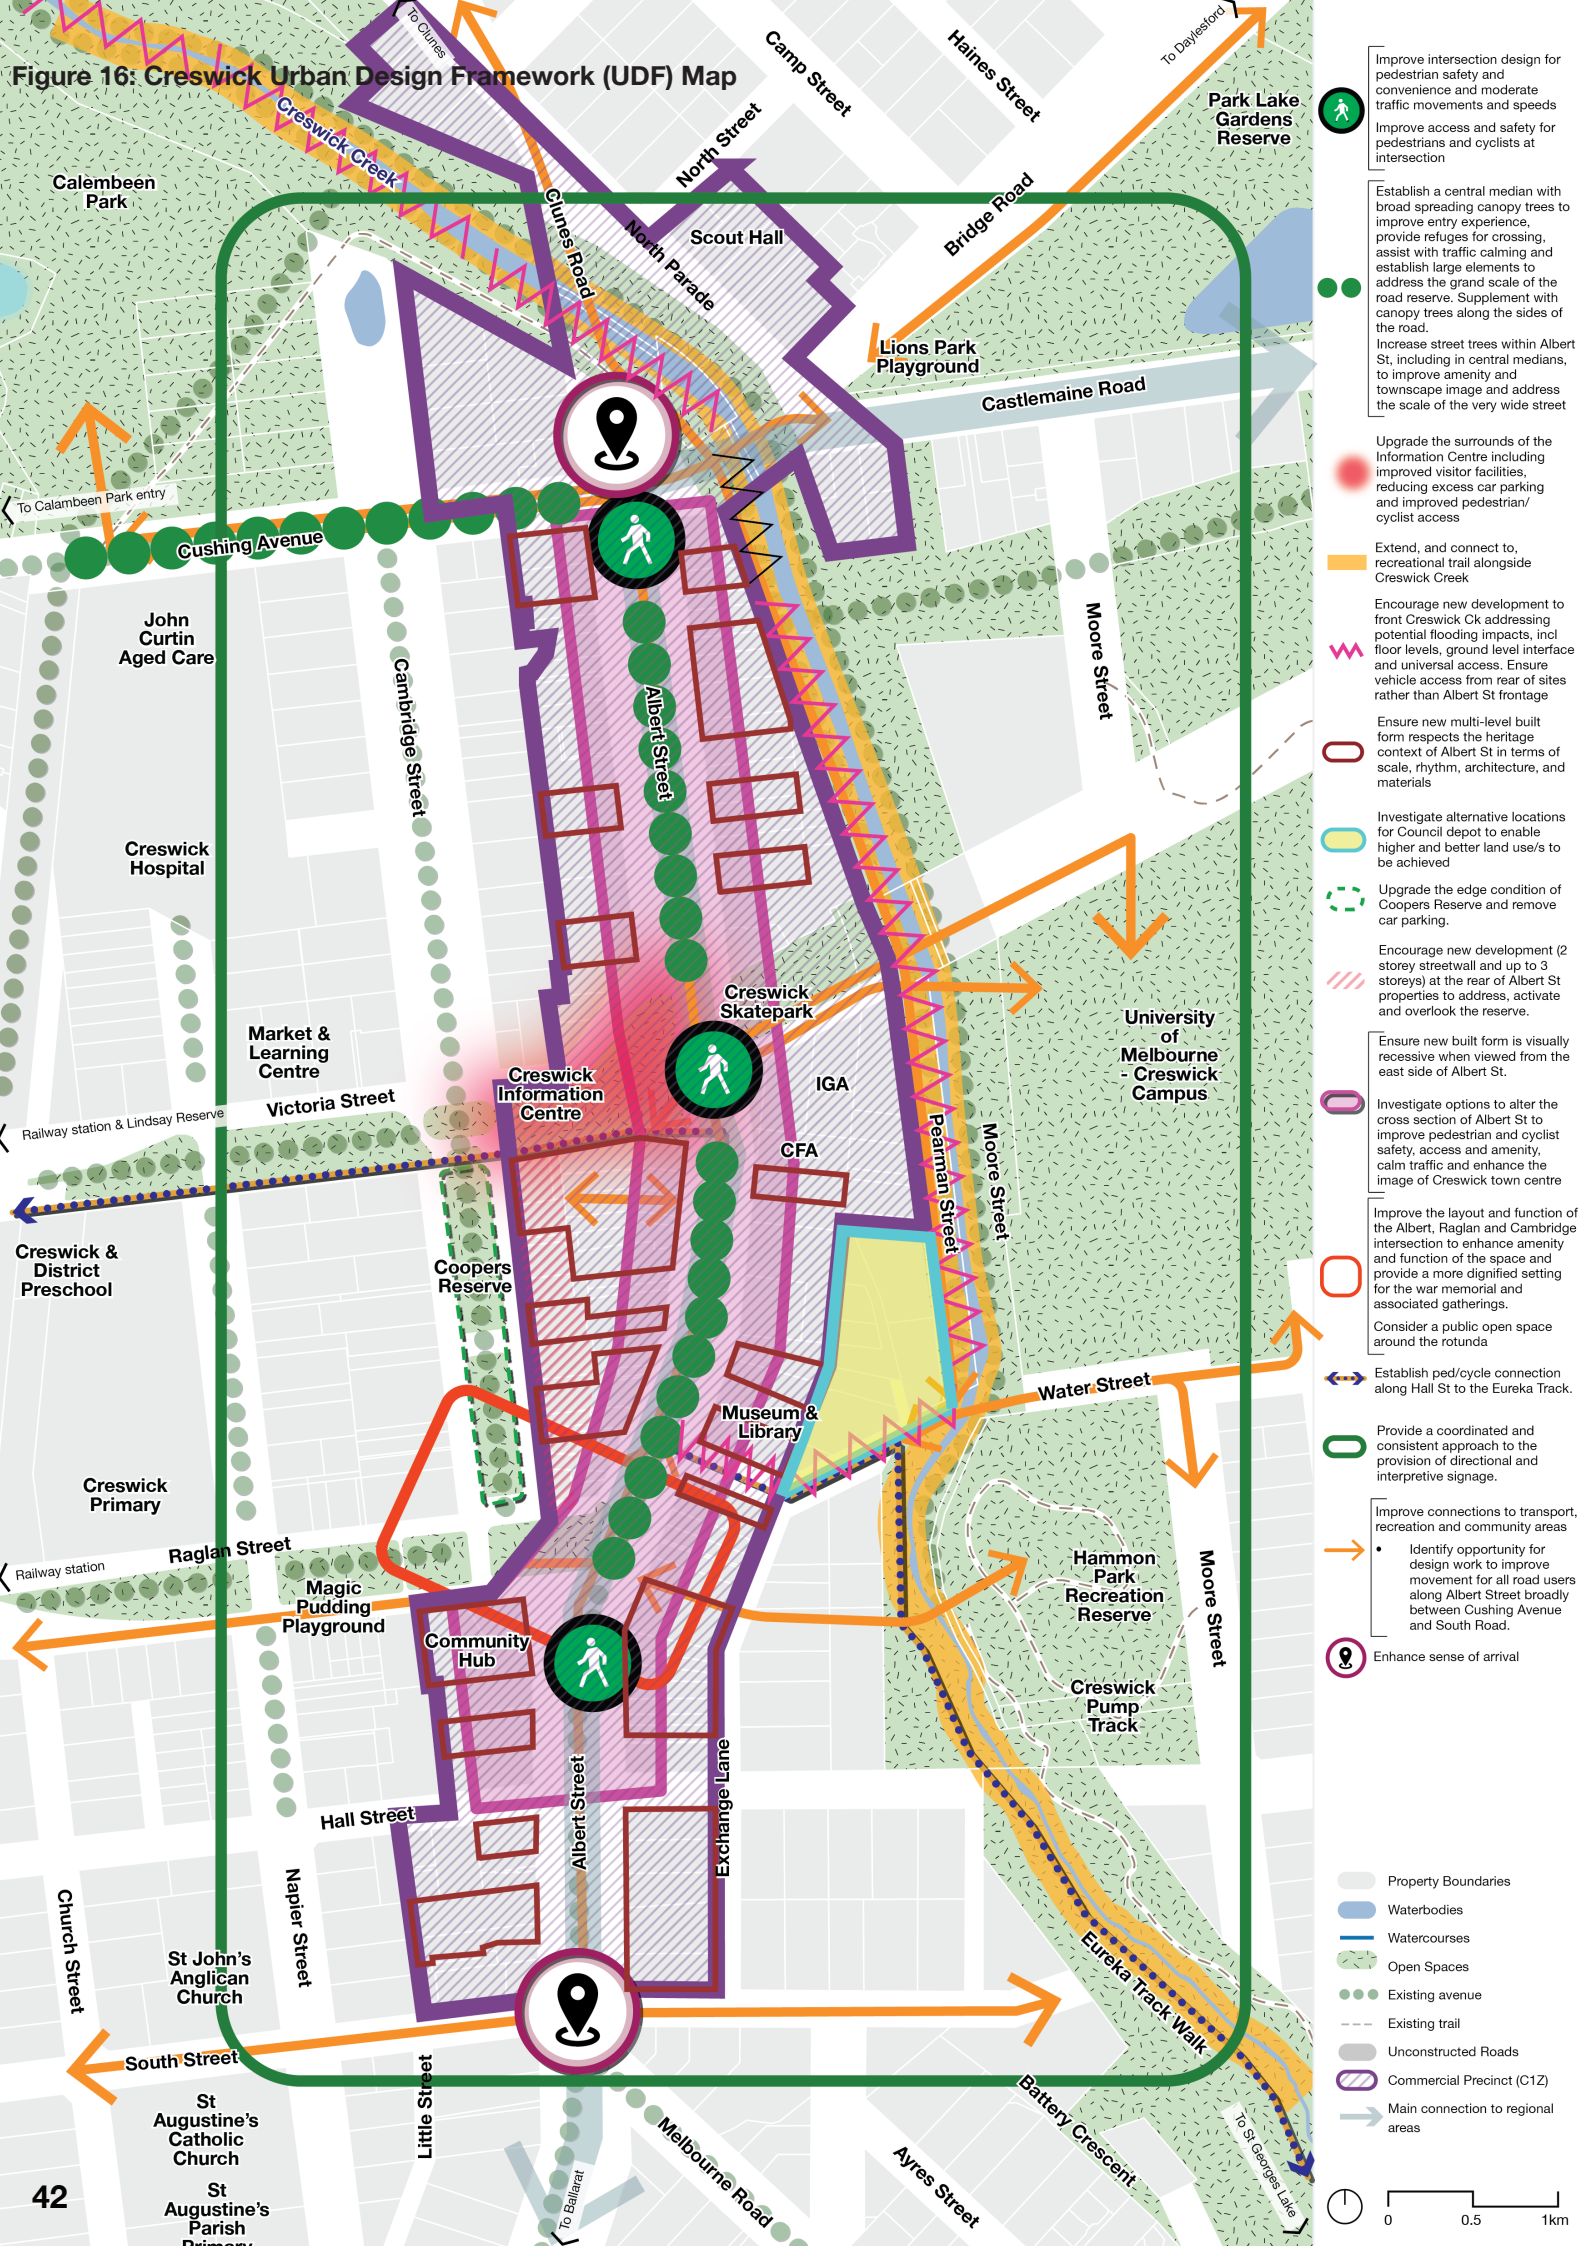 Figure 16: Creswick Urban Design Framework (UDF) Map
To Clunes
To Daylesford
Camp Street
Haines Street
North Street
Park Lake
Gardens
Reserve
Creswick Creek
Calembeen
Park
Clunes Road
North Parade
Scout Hall
Bridge Road
Lions Park
Playground
Castlemaine Road
To Calambeen Park entry
Cushing Avenue
John
Curtin
Aged Care
Cambridge Street
Albert Street
Moore Street
Creswick
Hospital
Creswick
Skatepark
Market &
Learning
Centre
Creswick
Information
Centre
IGA
University
of
Melbourne
- Creswick
Campus
Victoria Street
Railway station & Lindsay Reserve
CFA
Pearman Street
Moore Street
Creswick &
District
Preschool
Coopers
Reserve
Water Street
Museum &
Library
Creswick
Primary
Raglan Street
Railway station
Magic
Pudding
Playground
Community
Hub
Hammon
Park
Recreation
Reserve
Moore Street
Creswick
Pump
Track
Hall Street
Albert Street
Exchange Lane
Church Street
Napier Street
St John's
Anglican
Church
Eureka Track Walk
South Street
Little Street
St
Augustine's
Catholic
Church
St
Augustine's
Parish
Primary
To Ballarat
Melbourne Road
Ayres Street
Battery Crescent
To St Georges Lake
42
Improve intersection design for
pedestrian safety and
convenience and moderate
traffic movements and speeds
Improve access and safety for
pedestrians and cyclists at
intersection
Establish a central median with
broad spreading canopy trees to
improve entry experience,
provide refuges for crossing,
assist with traffic calming and
establish large elements to
address the grand scale of the
road reserve. Supplement with
canopy trees along the sides of
the road.
Increase street trees within Albert
St, including in central medians,
to improve amenity and
townscape image and address
the scale of the very wide street
Upgrade the surrounds of the
Information Centre including
improved visitor facilities,
reducing excess car parking
and improved pedestrian/
cyclist access
Extend, and connect to,
recreational trail alongside
Creswick Creek
Encourage new development to
front Creswick Ck addressing
potential flooding impacts, incl
floor levels, ground level interface
and universal access. Ensure
vehicle access from rear of sites
rather than Albert St frontage
Ensure new multi-level built
form respects the heritage
context of Albert St in terms of
scale, rhythm, architecture, and
materials
Investigate alternative locations
for Council depot to enable
higher and better land use/s to
be achieved
Upgrade the edge condition of
Coopers Reserve and remove
car parking.
Encourage new development (2
storey streetwall and up to 3
storeys) at the rear of Albert St
properties to address, activate
and overlook the reserve.
Ensure new built form is visually
recessive when viewed from the
east side of Albert St.
Investigate options to alter the
cross section of Albert St to
improve pedestrian and cyclist
safety, access and amenity,
calm traffic and enhance the
image of Creswick town centre
Improve the layout and function of
the Albert, Raglan and Cambridge
intersection to enhance amenity
and function of the space and
provide a more dignified setting
for the war memorial and
associated gatherings.
Consider a public open space
around the rotunda
Establish ped/cycle connection
along Hall St to the Eureka Track.
Provide a coordinated and
consistent approach to the
provision of directional and
interpretive signage.
Improve connections to transport,
recreation and community areas
• Identify opportunity for
design work to improve
movement for all road users
along Albert Street broadly
between Cushing Avenue
and South Road.
Enhance sense of arrival
Property Boundaries
Waterbodies
Watercourses
Open Spaces
Existing avenue
Existing trail
Unconstructed Roads
Commercial Precinct (C1Z)
Main connection to regional
areas
0 0.5 1km